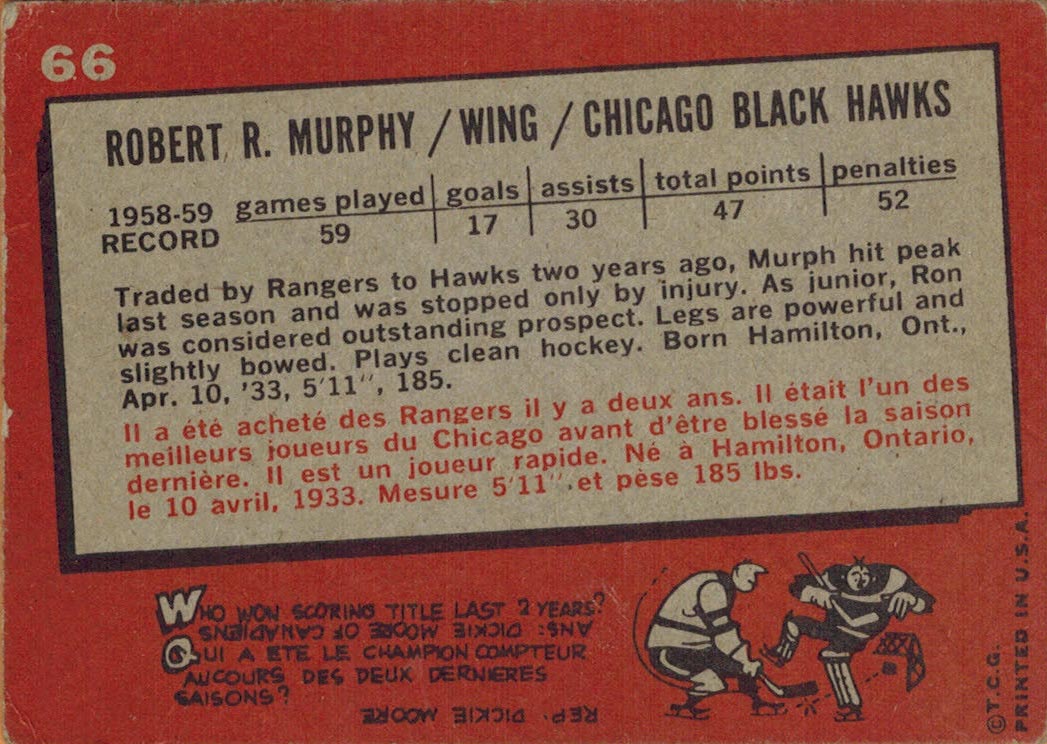 66
ROBERT R. MURPHY / WING / CHICAGO BLACK HAWKS
games played goals assists total points penalties
1958-59 RECORD 59 17 30 47 52
Traded by Rangers to Hawks two years ago, Murph hit peak
last season and was stopped only by injury. As junior, Ron
was considered outstanding prospect. Legs are powerful and
slightly bowed. Plays clean hockey. Born Hamilton, Ont.,
Apr. 10, '33, 5'11", 185.
Il a été acheté des Rangers il y a deux ans. Il était l'un des
meilleurs joueurs du Chicago avant d'être blessé la saison
dernière. Il est un joueur rapide. Né à Hamilton, Ontario,
le 10 avril, 1933. Mesure 5'11" et pèse 185 lbs.
WHO WON SCORING TITLE LAST 2 YEARS?
ANS: DICKIE MOORE OF CANADIENS
QUI A ETE LE CHAMPION COMPTEUR
AUCOURS DES DEUX DERNIERES
SAISONS?
REP. DICKIE MOORE
©T.C.G.
PRINTED IN U.S.A.